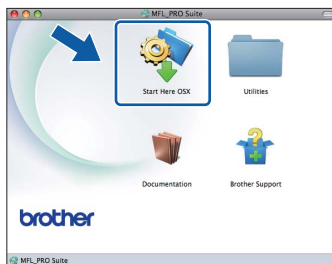 MFL_PRO Suite
Start Here OSX
Utilities
Documentation
Brother Support
brother
MFL_PRO Suite